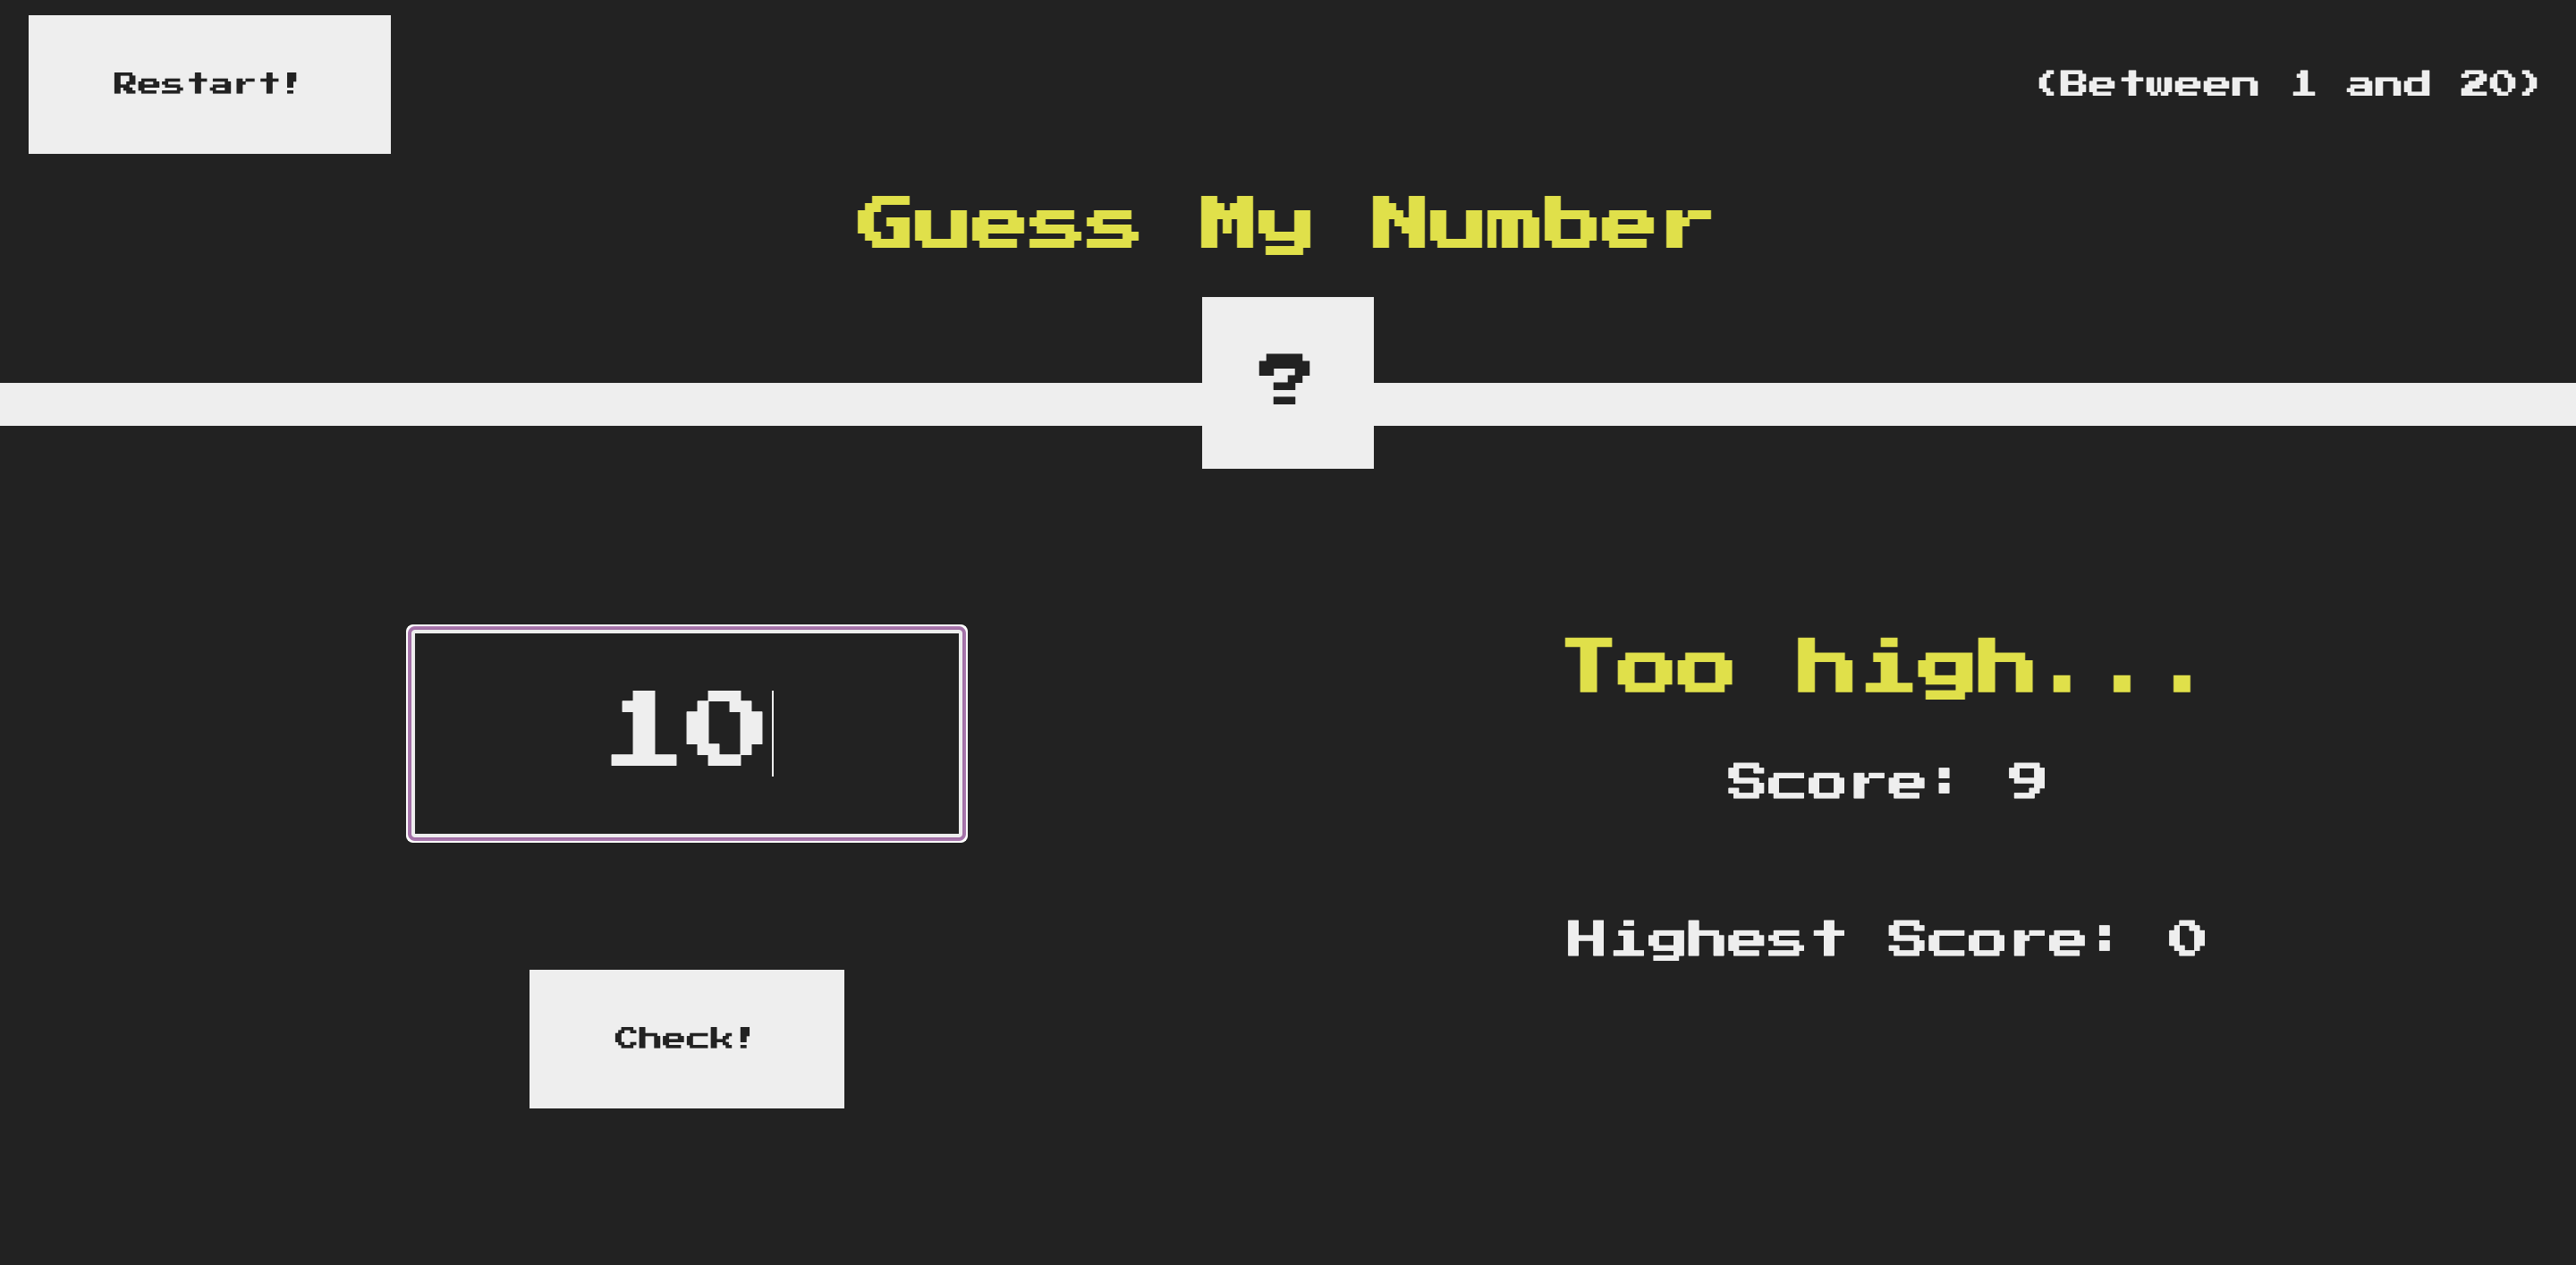 Restart!
(Between 1 and 20)
Guess My Number
?
10
Too high...
Score: 9
Highest Score: 0
Check!